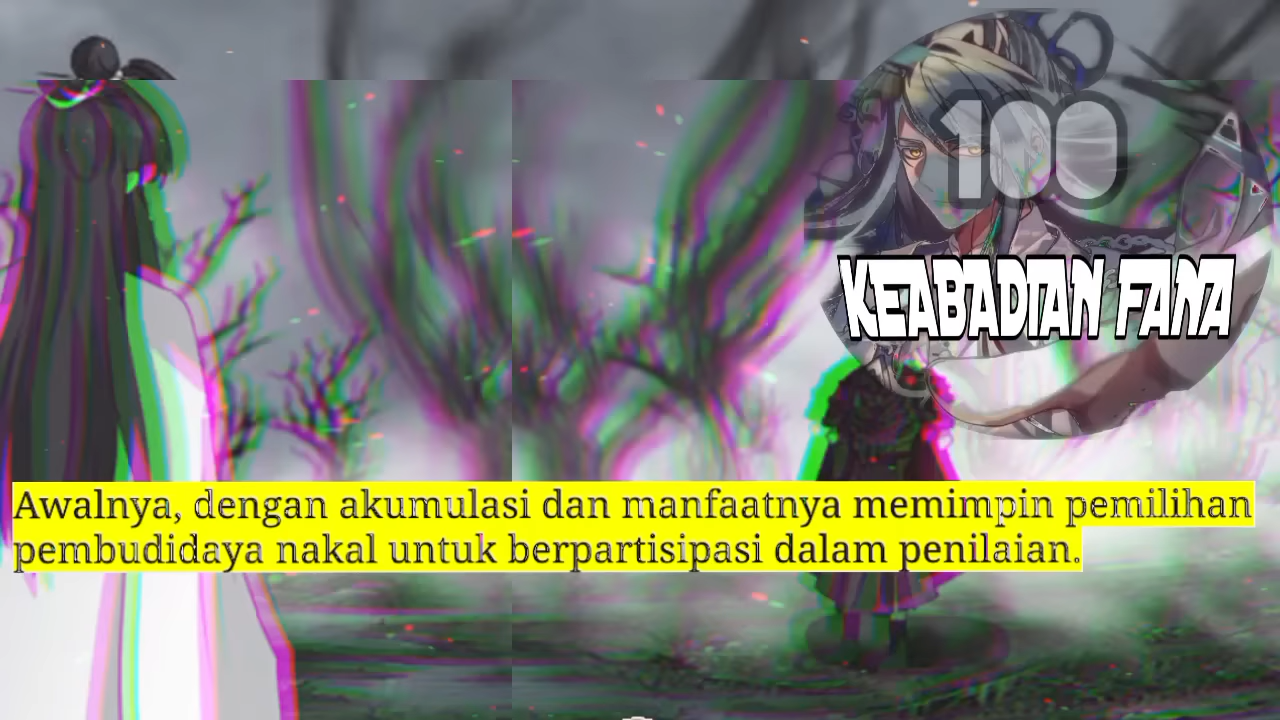 100
KEABADIAN FANA
Awalnya, dengan akumulasi dan manfaatnya memimpin pemilihan
pembudidaya nakal untuk berpartisipasi dalam penilaian.